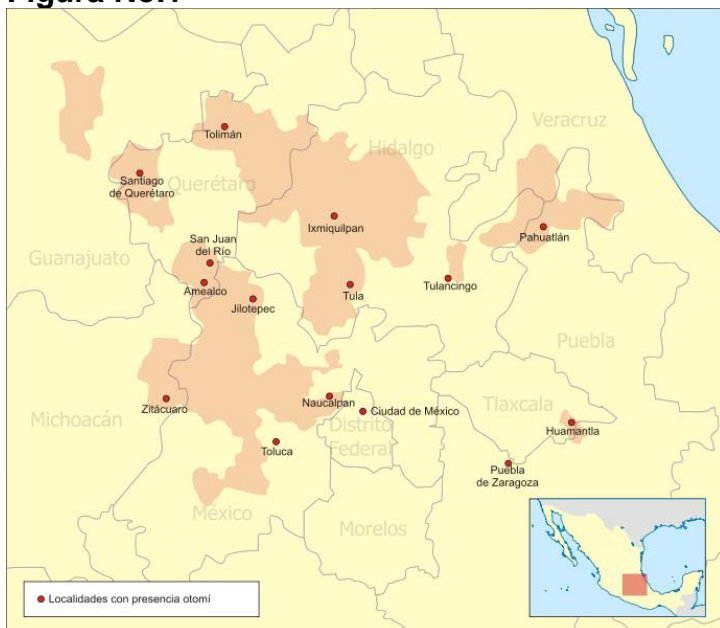 Figura No.1
Veracruz
Tolimán
Hidalgo
Santiago
de Querétaro
Querétaro
Ixmiquilpan
Pahuatlán
San Juan
del Río
Guanajuato
Amealco
Jilotepec
Tula
Tulancingo
Puebla
Michoacán
Zitácuaro
Naucalpan
Ciudad de México
Distrito
Federal
Tlaxcala
Huamantla
Toluca
Puebla
de Zaragoza
México
Morelos
Localidades con presencia otomí